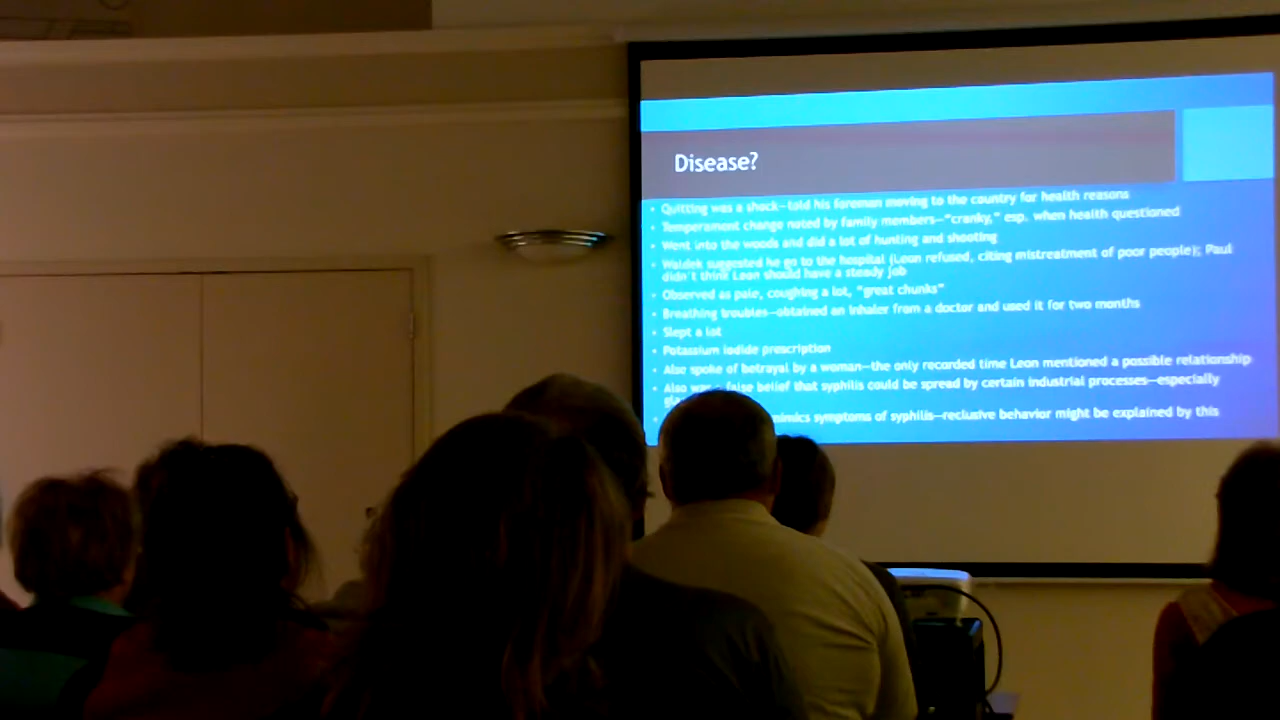 Disease?
• Quitting was a shock—told his foreman moving to the country for health reasons
• Temperament change noted by family members—"cranky," esp. when health questioned
• Went into the woods and did a lot of hunting and shooting
• Waldek suggested he go to the hospital (Leon refused, citing mistreatment of poor people); Paul
didn't think Leon should have a steady job
• Observed as pale, coughing a lot, "great chunks"
• Breathing troubles—obtained an inhaler from a doctor and used it for two months
• Slept a lot
• Potassium iodide prescription
• Also spoke of betrayal by a woman—the only recorded time Leon mentioned a possible relationship
• Also was a false belief that syphilis could be spread by certain industrial processes—especially
• mimics symptoms of syphilis—reclusive behavior might be explained by this